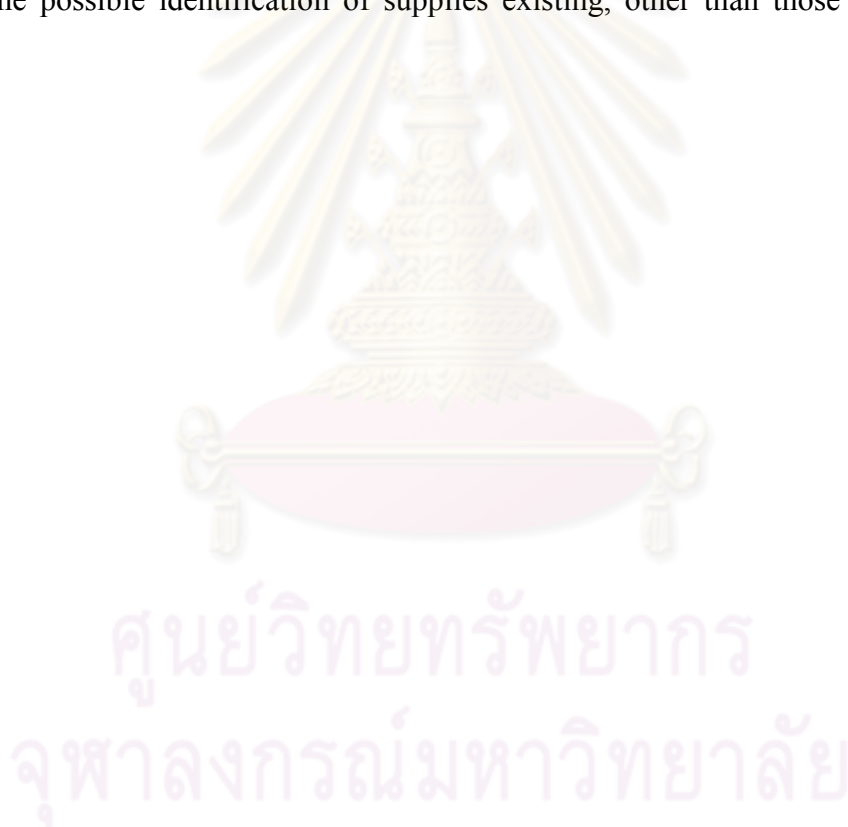 he possible identification of supplies existing, other than those
ศูนย์วิทยทรัพยากร
จุฬาลงกรณ์มหาวิทยาลัย